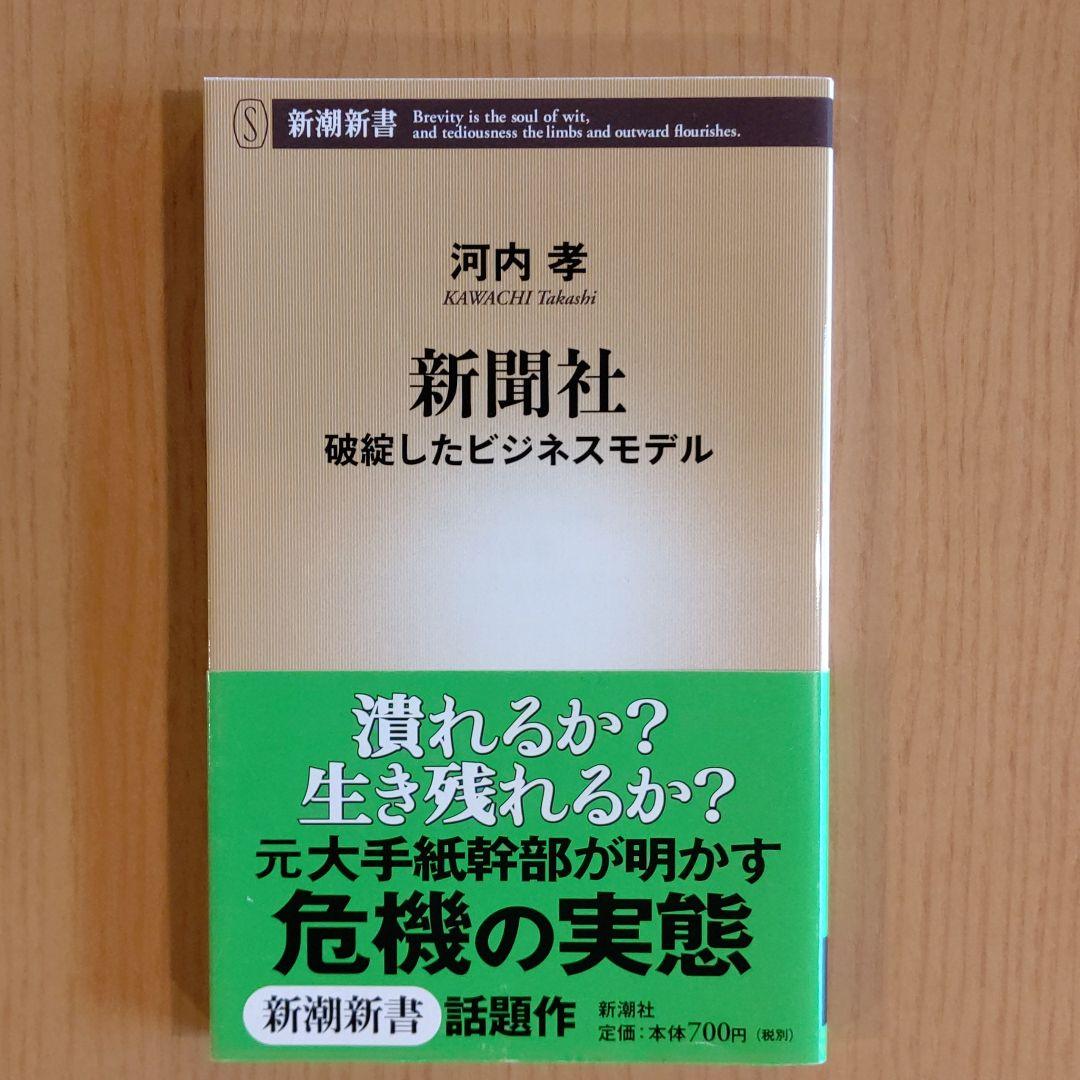 S
新潮新書
Brevity is the soul of wit,
and tediousness the limbs and outward flourishes.
河内 孝
KAWACHI Takashi
新聞社
破綻したビジネスモデル
潰れるか?
生き残れるか?
元大手紙幹部が明かす
危機の実態
新潮新書 話題作
新潮社
定価:本体700円(税別)